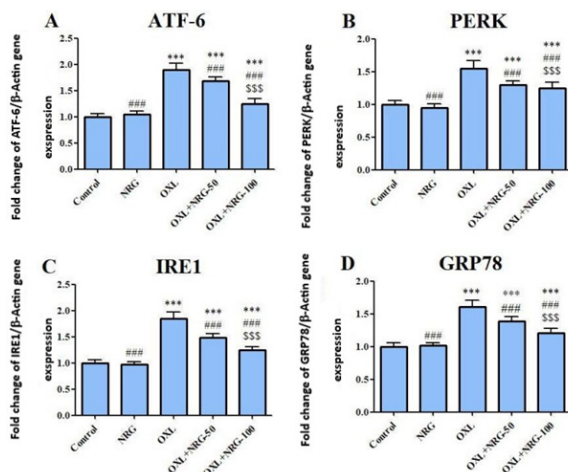 A
ATF-6
Fold change of ATF-6/β-Actin gene
exspression
2.5
2.0
1.5
1.0
0.5
0.0
###
***
***
###
***
###
$$$
Control
NRG
OXL
OXL+NRG-50
OXL+NRG-100
B
PERK
Fold change of PERK/β-Actin gene
exspression
2.0
1.5
1.0
0.5
0.0
###
***
***
###
***
###
$$$
Control
NRG
OXL
OXL+NRG-50
OXL+NRG-100
C
IRE1
Fold change of IRE1/β-Actin gene
exspression
2.5
2.0
1.5
1.0
0.5
0.0
###
***
***
###
***
###
$$$
Control
NRG
OXL
OXL+NRG-50
OXL+NRG-100
D
GRP78
Fold change of GRP78/β-Actin gene
exspression
2.0
1.5
1.0
0.5
0.0
###
***
***
###
***
###
$$$
Control
NRG
OXL
OXL+NRG-50
OXL+NRG-100